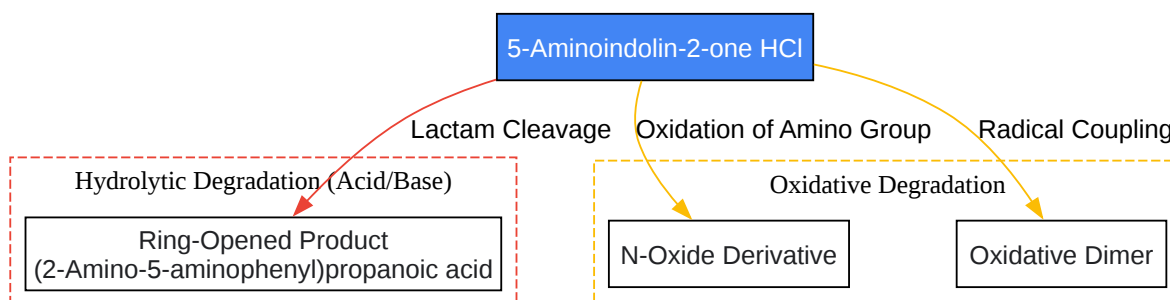 5-Aminoindolin-2-one HCl
Lactam Cleavage
Oxidation of Amino Group
Radical Coupling
Hydrolytic Degradation (Acid/Base)
Oxidative Degradation
Ring-Opened Product
(2-Amino-5-aminophenyl)propanoic acid
N-Oxide Derivative
Oxidative Dimer